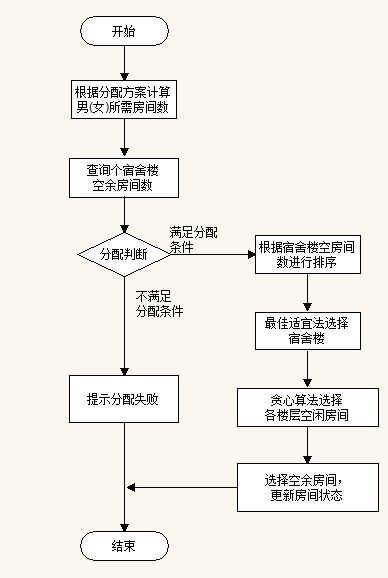 开始
根据分配方案计算
男(女)所需房间数
查询个宿舍楼
空余房间数
分配判断
满足分配
条件
根据宿舍楼空房间
数进行排序
不满足
分配条件
最佳适宜法选择
宿舍楼
提示分配失败
贪心算法选择
各楼层空闲房间
选择空余房间，
更新房间状态
结束